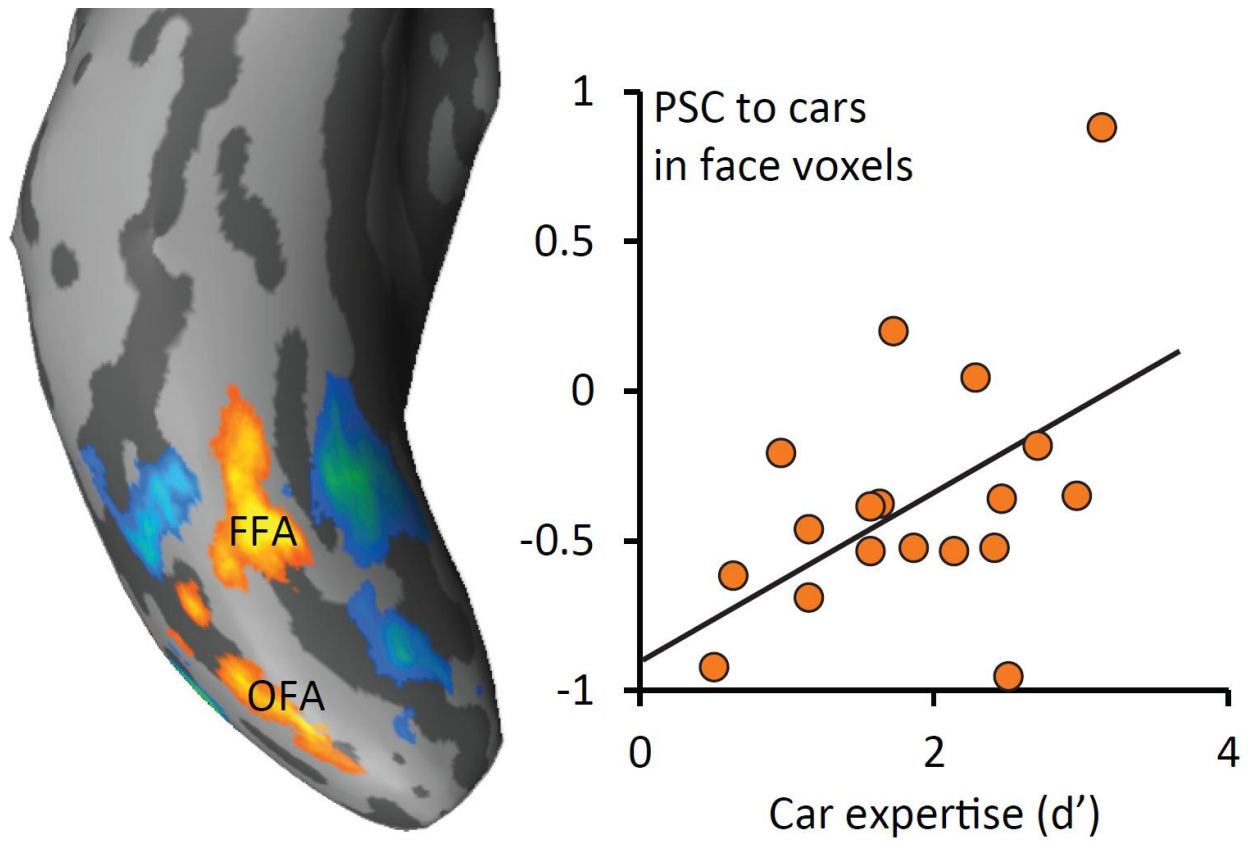 FFA
OFA
PSC to cars
in face voxels
1
0.5
0
-0.5
-1
0
2
4
Car expertise (d’)